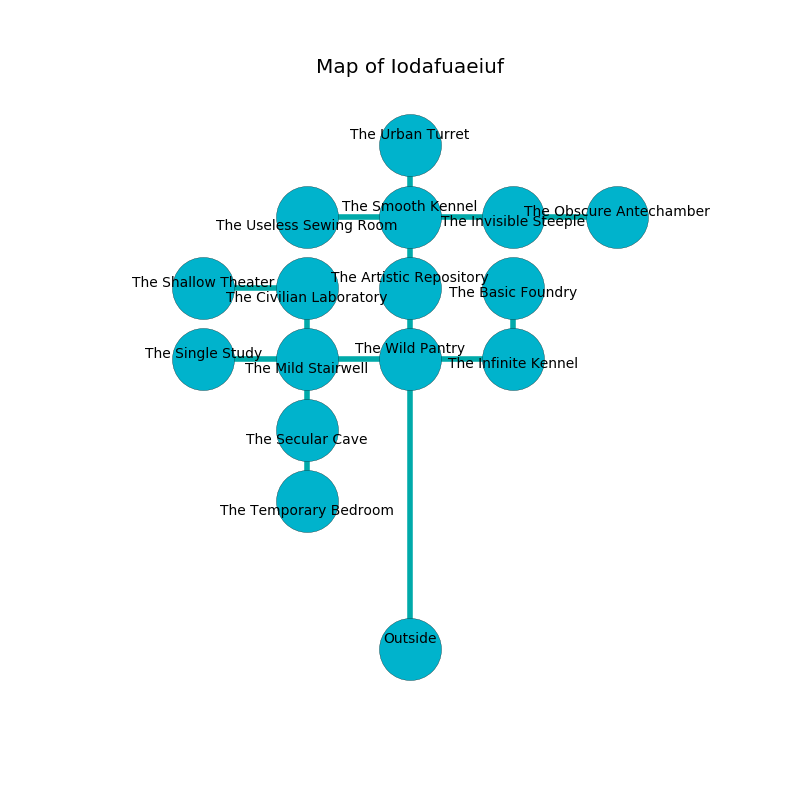 Map of Iodafuaeiuf
The Urban Turret
The Smooth Kennel
The Obscure Antechamber
The Invisible Steeple
The Useless Sewing Room
The Artistic Repository
The Shallow Theater
The Basic Foundry
The Civilian Laboratory
The Wild Pantry
The Single Study
The Infinite Kennel
The Mild Stairwell
The Secular Cave
The Temporary Bedroom
Outside